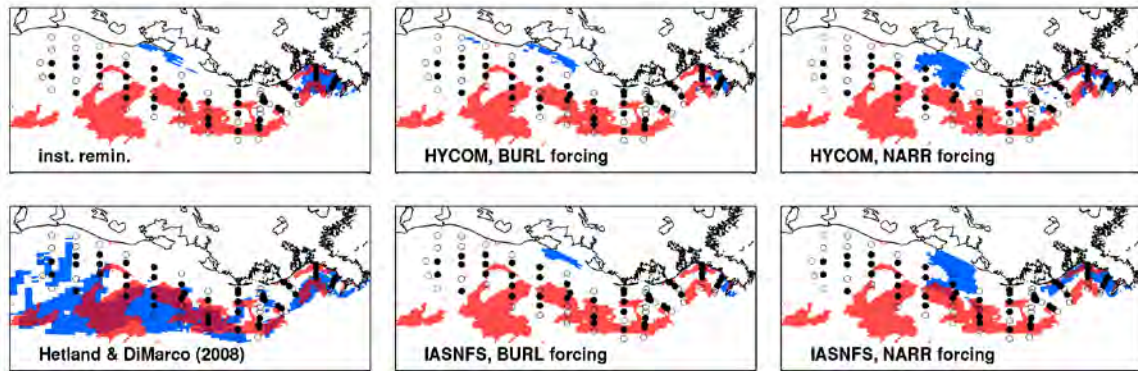 inst. remin.
HYCOM, BURL forcing
HYCOM, NARR forcing
Hetland & DiMarco (2008)
IASNFS, BURL forcing
IASNFS, NARR forcing